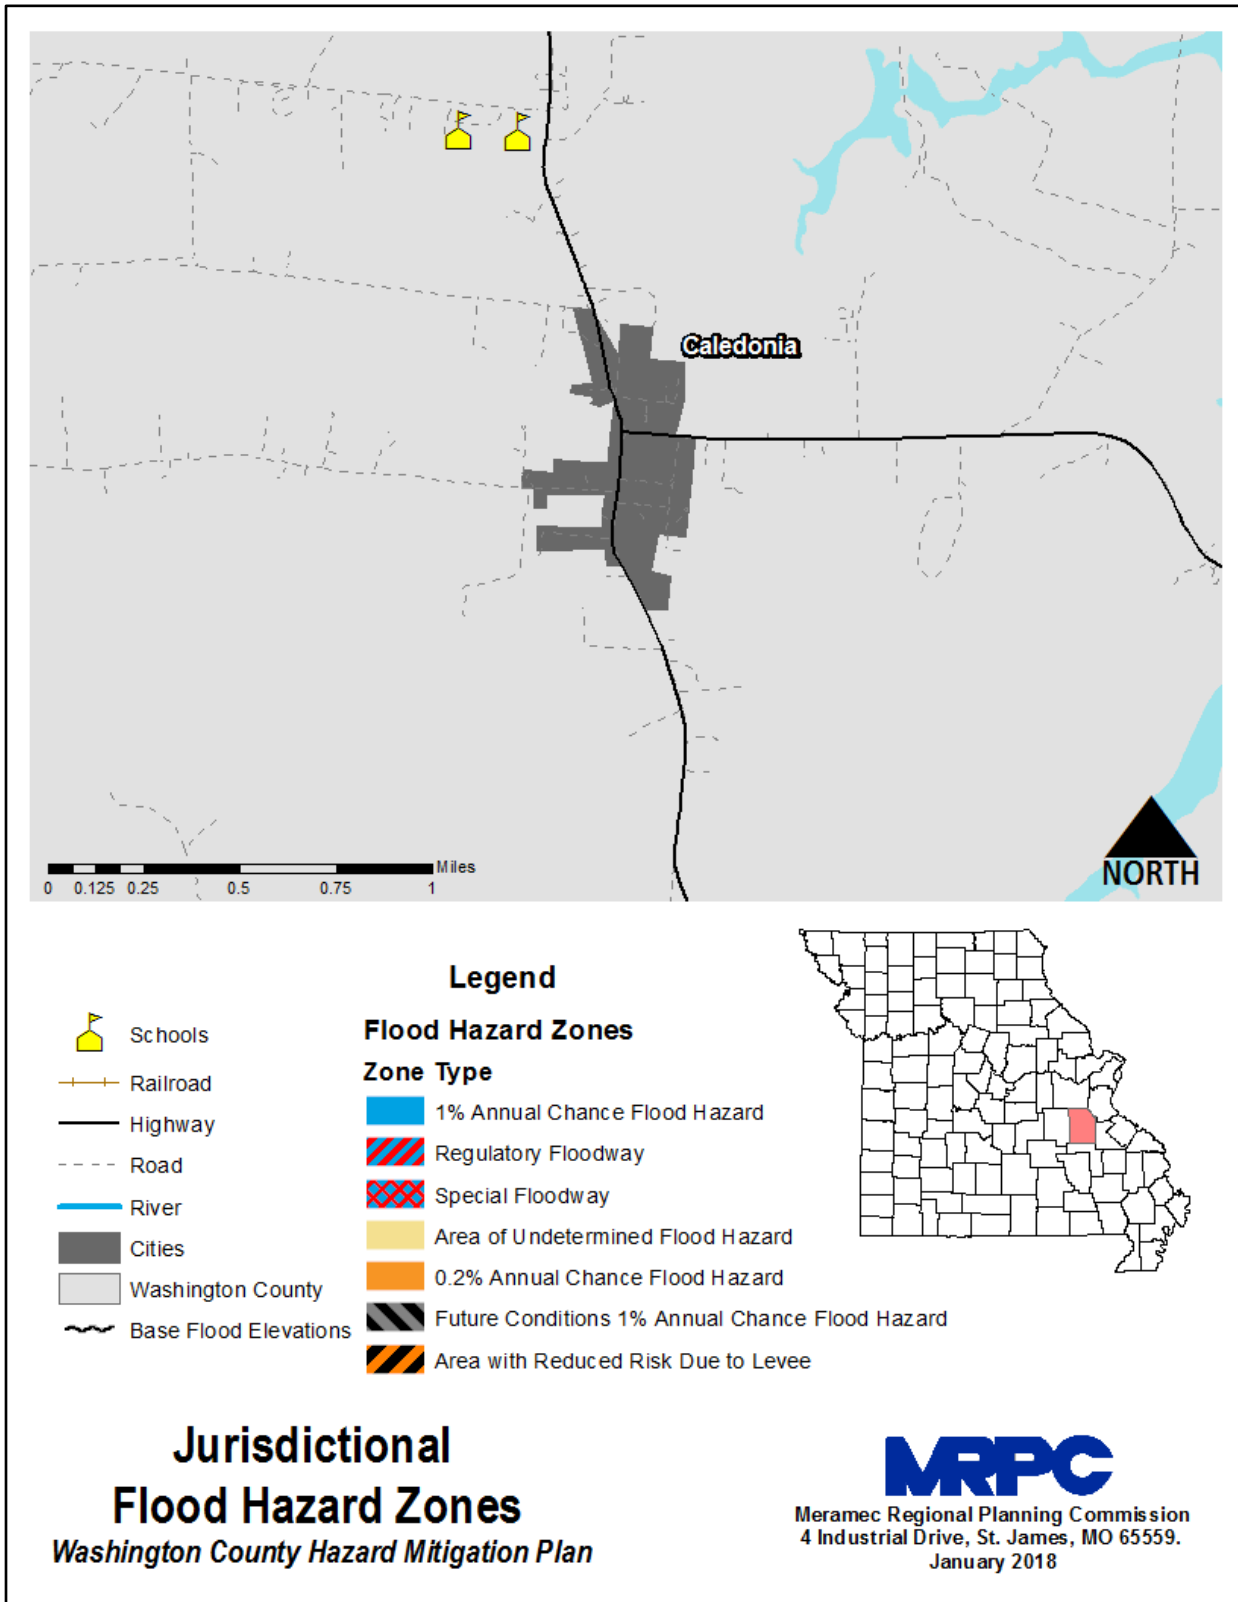 Caledonia
Miles
0 0.125 0.25 0.5 0.75 1
NORTH
Legend
Schools
Railroad
Highway
Road
River
Cities
Washington County
Base Flood Elevations
Flood Hazard Zones
Zone Type
1% Annual Chance Flood Hazard
Regulatory Floodway
Special Floodway
Area of Undetermined Flood Hazard
0.2% Annual Chance Flood Hazard
Future Conditions 1% Annual Chance Flood Hazard
Area with Reduced Risk Due to Levee
Jurisdictional
Flood Hazard Zones
Washington County Hazard Mitigation Plan
MRPC
Meramec Regional Planning Commission
4 Industrial Drive, St. James, MO 65559.
January 2018